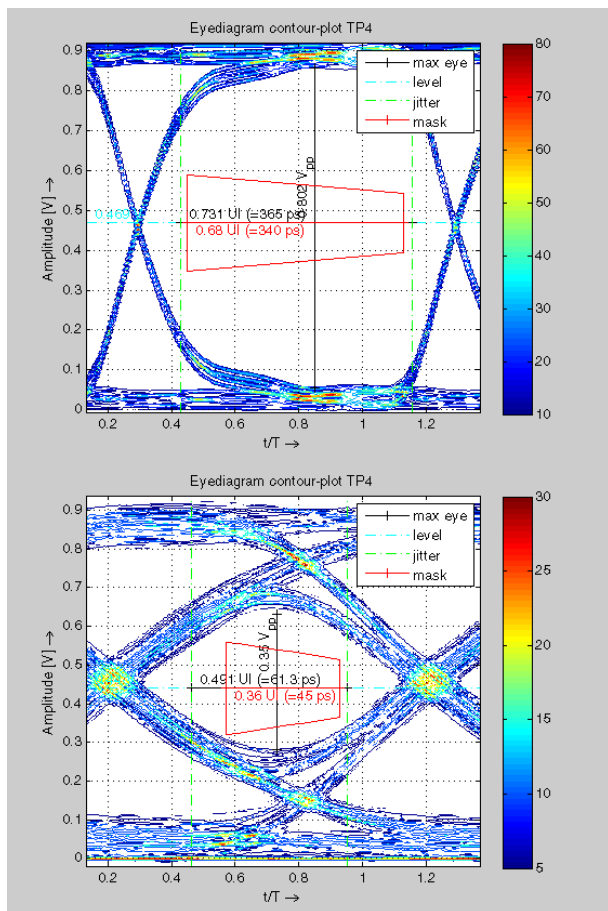 Eyediagram contour-plot TP4
0.9
0.8
0.7
0.6
0.5
0.4
0.3
0.2
0.1
0
Amplitude [V] →
0.2
0.4
0.6
0.8
1
1.2
t/T →
max eye
level
jitter
mask
0.802 Vpp
0.469
0.731 UI (=365 ps)
0.68 UI (=340 ps)
80
70
60
50
40
30
20
10
Eyediagram contour-plot TP4
0.9
0.8
0.7
0.6
0.5
0.4
0.3
0.2
0.1
0
Amplitude [V] →
0.2
0.4
0.6
0.8
1
1.2
t/T →
max eye
level
jitter
mask
0.35 Vpp
0.491 UI (=61.3 ps)
0.36 UI (=45 ps)
30
25
20
15
10
5